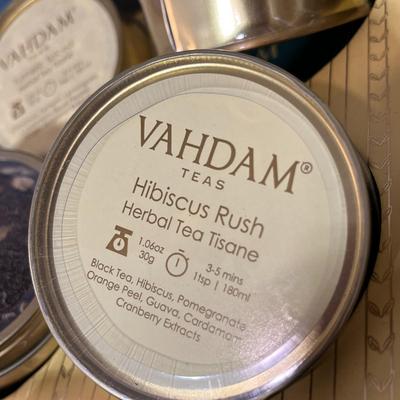 VAHDAM®
TEAS
Hibiscus Rush
Herbal Tea Tisane
1.06oz
30g
3-5 mins
1tsp | 180ml
Black Tea, Hibiscus, Pomegranate
Orange Peel, Guava, Cardamom
Cranberry Extracts
VAHDAM